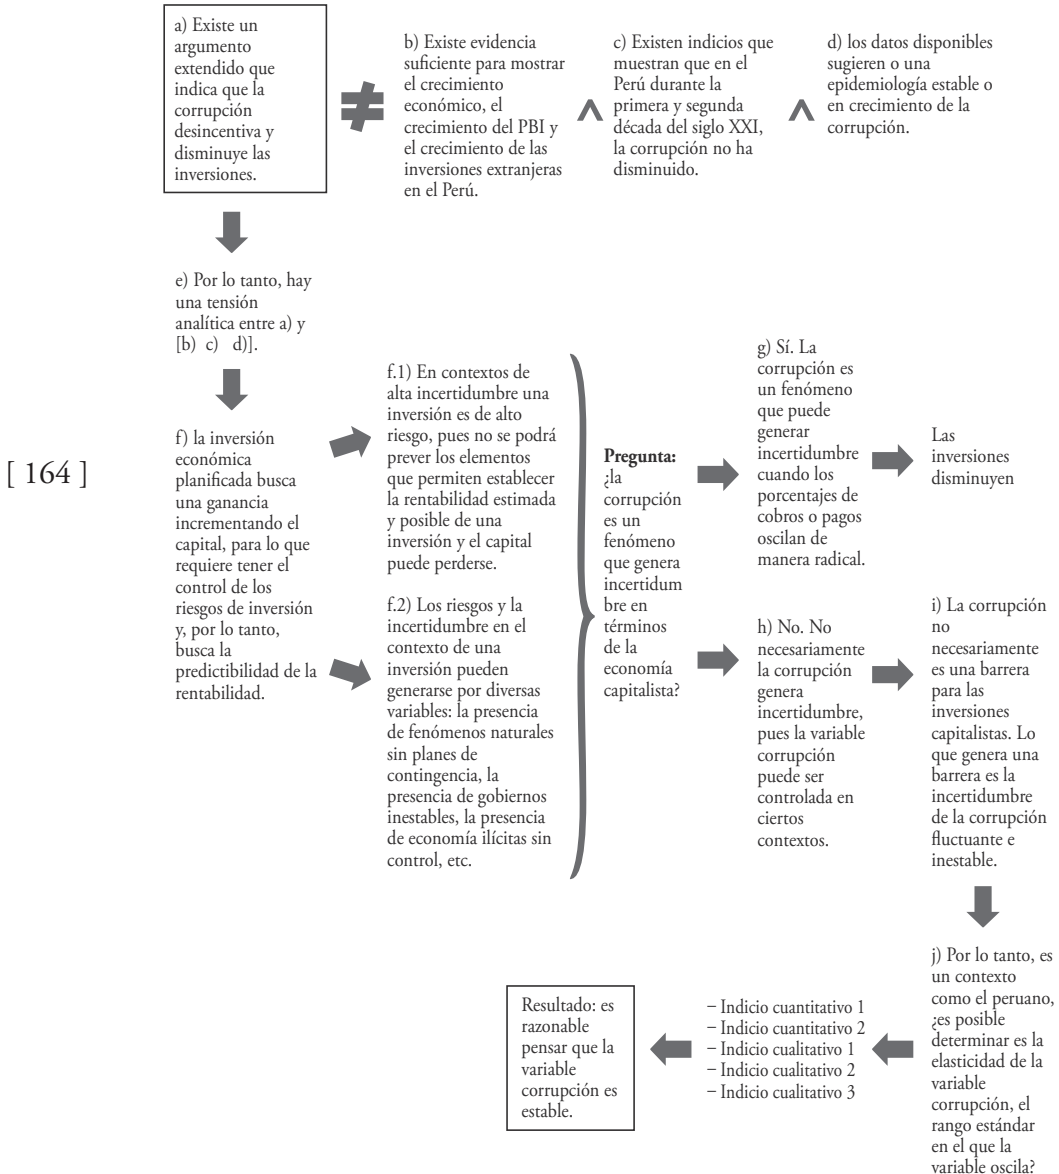 a) Existe un
argumento
extendido que
indica que la
corrupción
desincentiva y
disminuye las
inversiones.
≠
b) Existe evidencia
suficiente para mostrar
el crecimiento
económico, el
crecimiento del PBI y
el crecimiento de las
inversiones extranjeras
en el Perú.
^
c) Existen indicios que
muestran que en el
Perú durante la
primera y segunda
década del siglo XXI,
la corrupción no ha
disminuido.
^
d) los datos disponibles
sugieren o una
epidemiología estable o
en crecimiento de la
corrupción.
e) Por lo tanto, hay
una tensión
analítica entre a) y
[b) c) d)].
[ 164 ]
f) la inversión
económica
planificada busca
una ganancia
incrementando el
capital, para lo que
requiere tener el
control de los
riesgos de inversión
y, por lo tanto,
busca la
predictibilidad de la
rentabilidad.
f.1) En contextos de
alta incertidumbre una
inversión es de alto
riesgo, pues no se podrá
prever los elementos
que permiten establecer
la rentabilidad estimada
y posible de una
inversión y el capital
puede perderse.
f.2) Los riesgos y la
incertidumbre en el
contexto de una
inversión pueden
generarse por diversas
variables: la presencia
de fenómenos naturales
sin planes de
contingencia, la
presencia de gobiernos
inestables, la presencia
de economía ilícitas sin
control, etc.
Pregunta:
¿la
corrupción
es un
fenómeno
que genera
incertidum
bre en
términos
de la
economía
capitalista?
g) Sí. La
corrupción es
un fenómeno
que puede
generar
incertidumbre
cuando los
porcentajes de
cobros o pagos
oscilan de
manera radical.
Las
inversiones
disminuyen
h) No. No
necesariamente
la corrupción
genera
incertidumbre,
pues la variable
corrupción
puede ser
controlada en
ciertos
contextos.
i) La corrupción
no
necesariamente
es una barrera
para las
inversiones
capitalistas. Lo
que genera una
barrera es la
incertidumbre
de la corrupción
fluctuante e
inestable.
j) Por lo tanto, es
un contexto
como el peruano,
¿es posible
determinar es la
elasticidad de la
variable
corrupción, el
rango estándar
en el que la
variable oscila?
– Indicio cuantitativo 1
– Indicio cuantitativo 2
– Indicio cualitativo 1
– Indicio cualitativo 2
– Indicio cualitativo 3
Resultado: es
razonable
pensar que la
variable
corrupción es
estable.